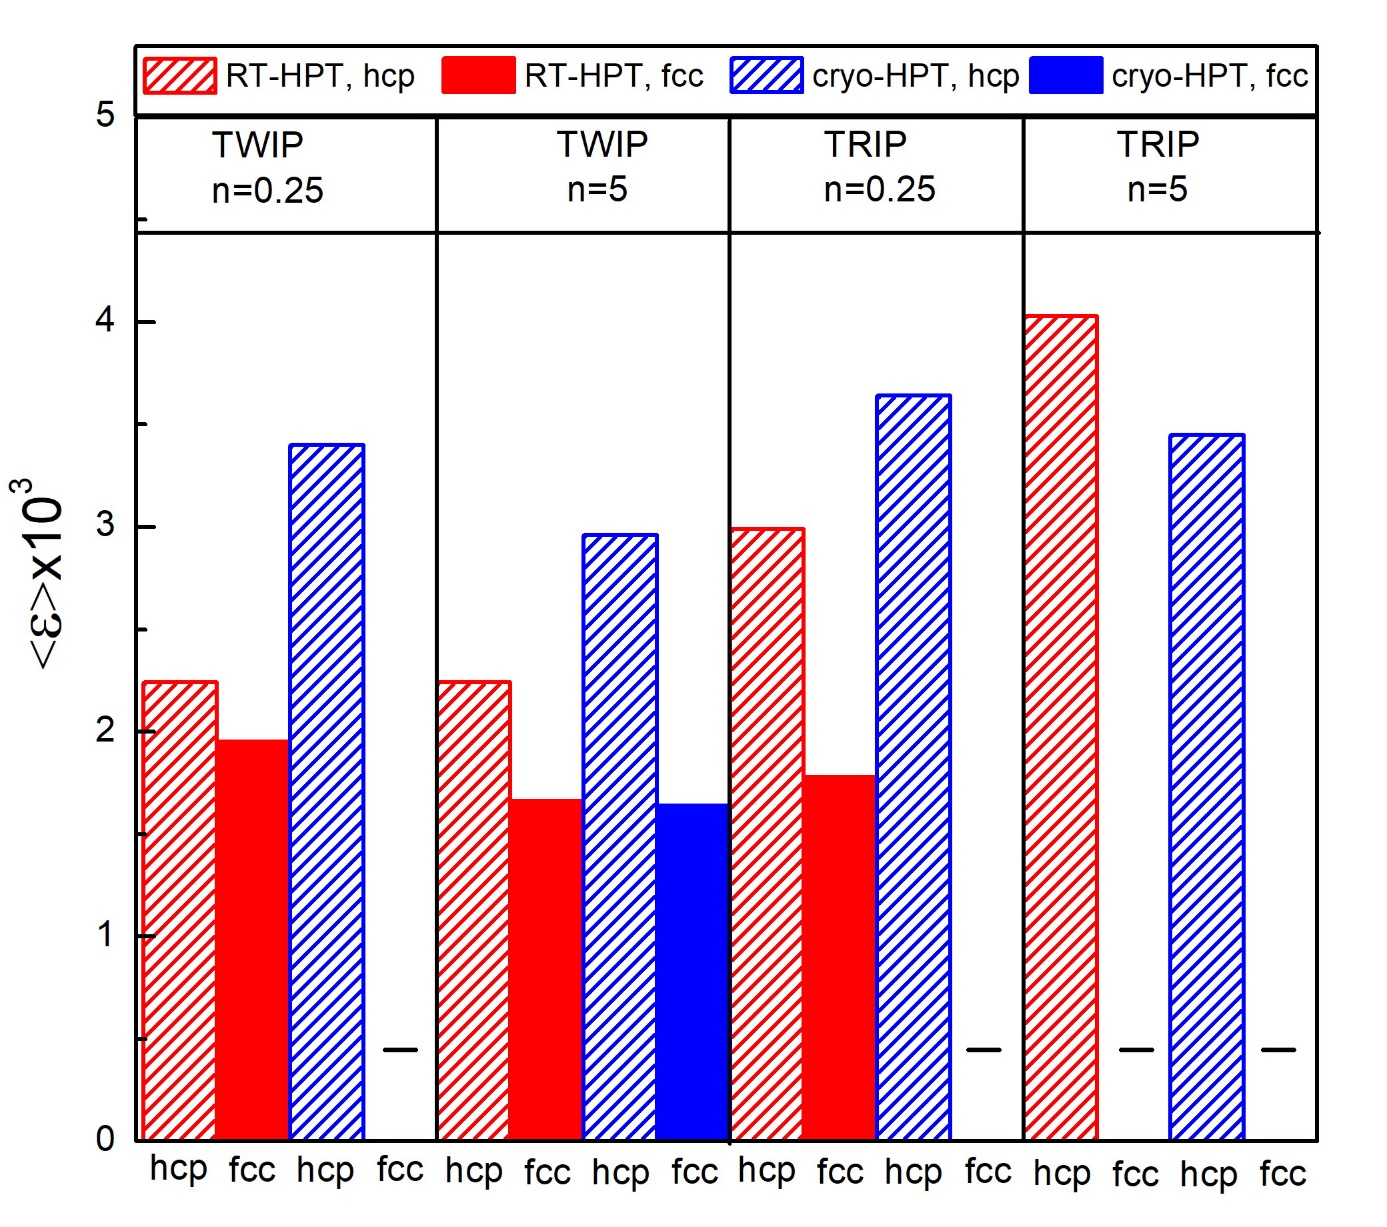 RT-HPT, hcp RT-HPT, fcc cryo-HPT, hcp cryo-HPT, fcc
TWIP TWIP TRIP TRIP
n=0.25 n=5 n=0.25 n=5
5
4
3
2
1
0
<ε>x10³
hcp fcc hcp fcc hcp fcc hcp fcc hcp fcc hcp fcc hcp fcc hcp fcc